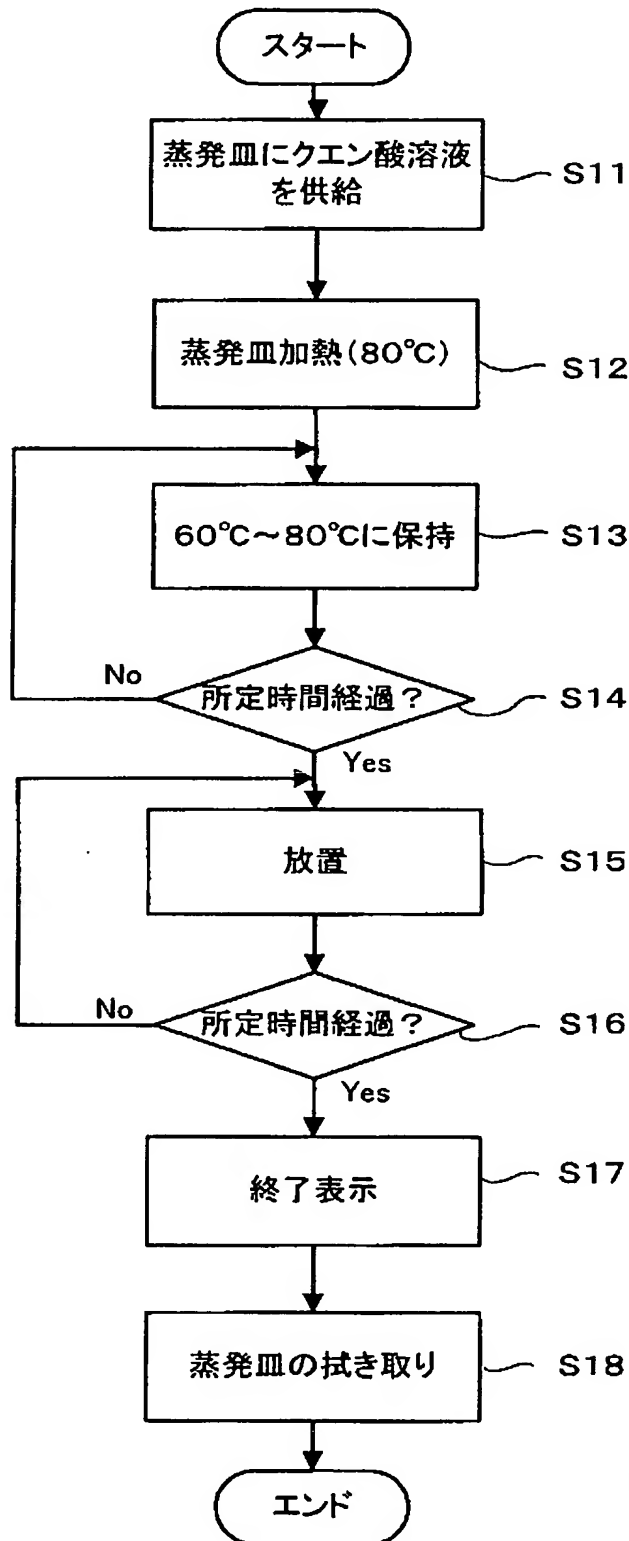 スタート
蒸発皿にクエン酸溶液
を供給
S11
蒸発皿加熱(80℃)
S12
60℃~80℃に保持
S13
所定時間経過?
No
S14
Yes
放置
S15
所定時間経過?
No
S16
Yes
終了表示
S17
蒸発皿の拭き取り
S18
エンド